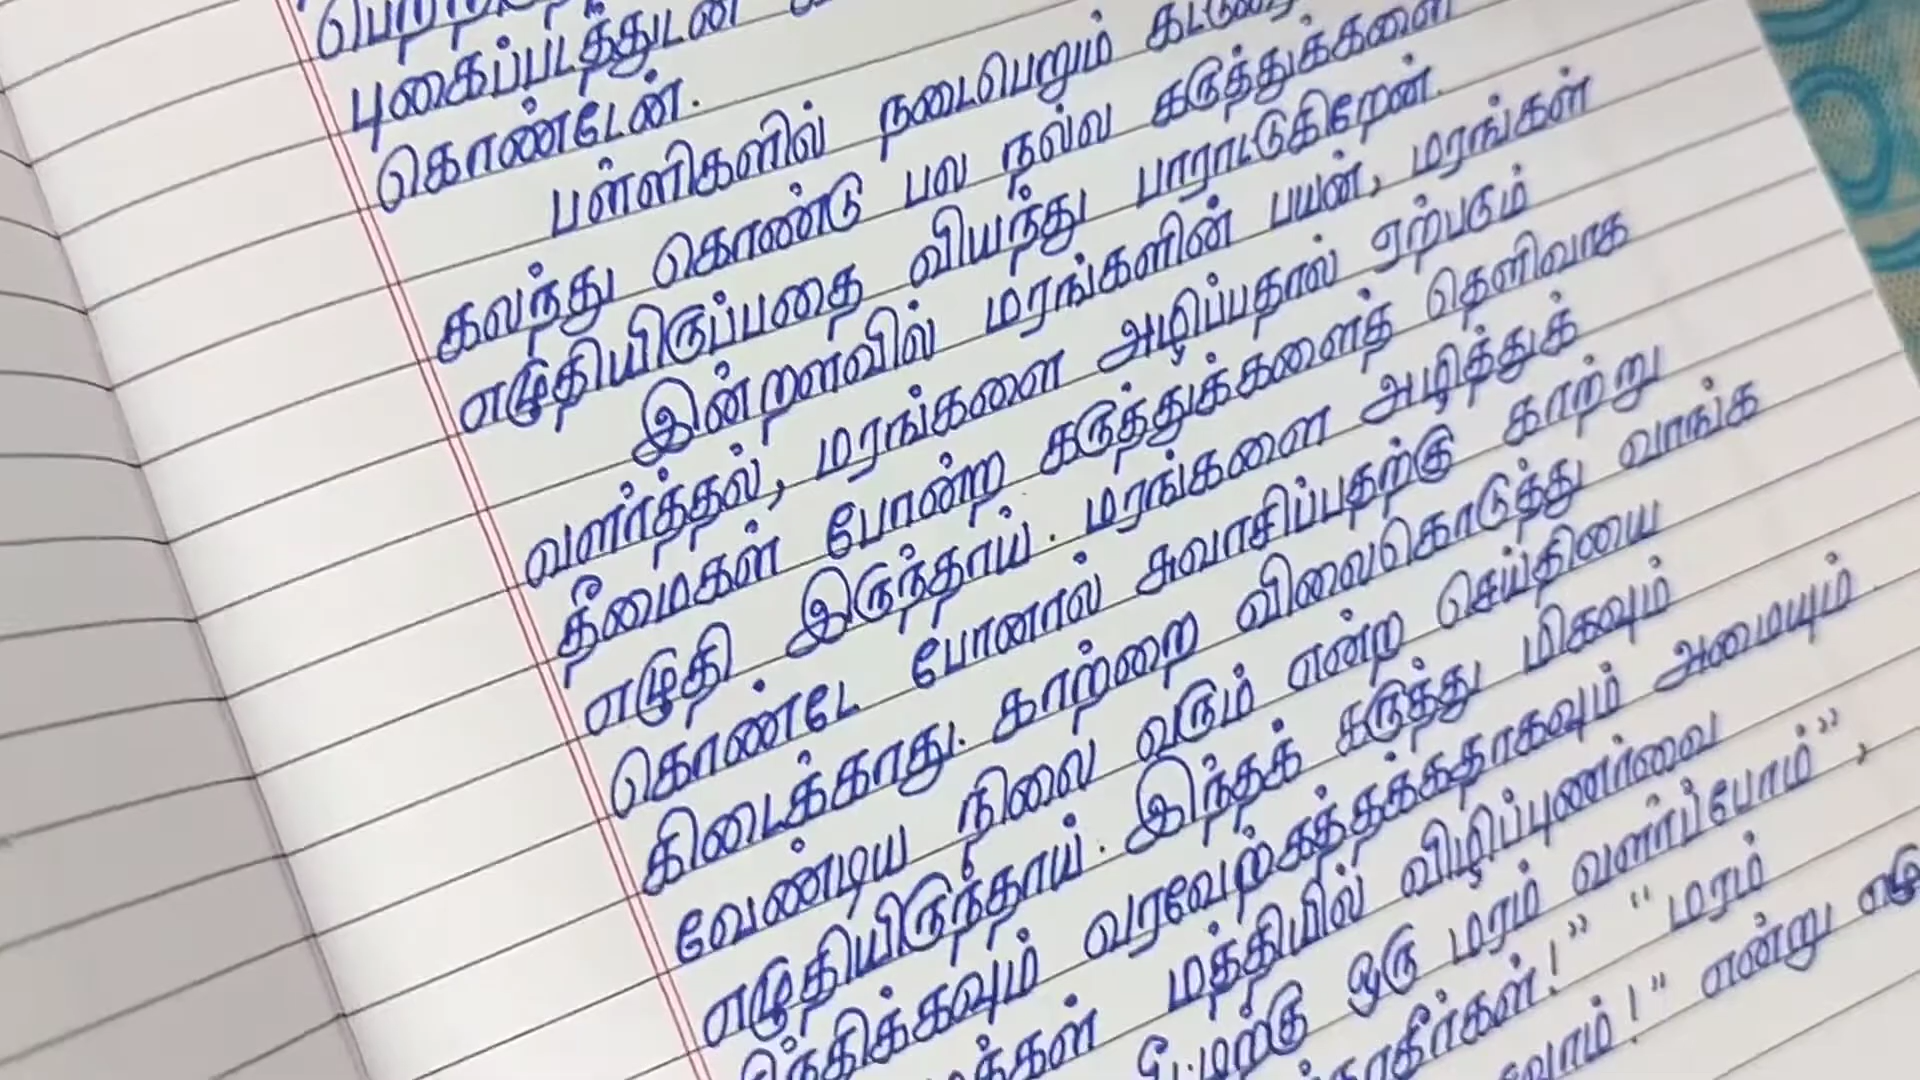 புகைப்படத்துடன்
கொண்டேன்.
பள்ளிகளில் நடைபெறும்
கலந்து கொண்டு பல நல்ல கருத்துக்களை
எழுதியிருப்பதை வியந்து பாராட்டுகிறேன்.
இன்றளவில் மரங்களின் பயன், மரங்கள்
வளர்த்தல், மரங்களை அழிப்பதால் ஏற்படும்
தீமைகள் போன்ற கருத்துக்களைத் தெளிவாக
எழுதி இருந்தாய். மரங்களை அழித்துக்
கொண்டே போனால் சுவாசிப்பதற்கு காற்று
கிடைக்காது. காற்றை விலைகொடுத்து வாங்க
வேண்டிய நிலை வரும் என்ற செய்தியை
எழுதியிருந்தாய். இந்தக் கருத்து மிகவும்
சிந்திக்கவும் வரவேற்கத்தக்கதாகவும் அமையும்.
மக்கள் மத்தியில் விழிப்புணர்வை
ஒரு மரம் வளர்ப்போம்",
"மரம்
என்று